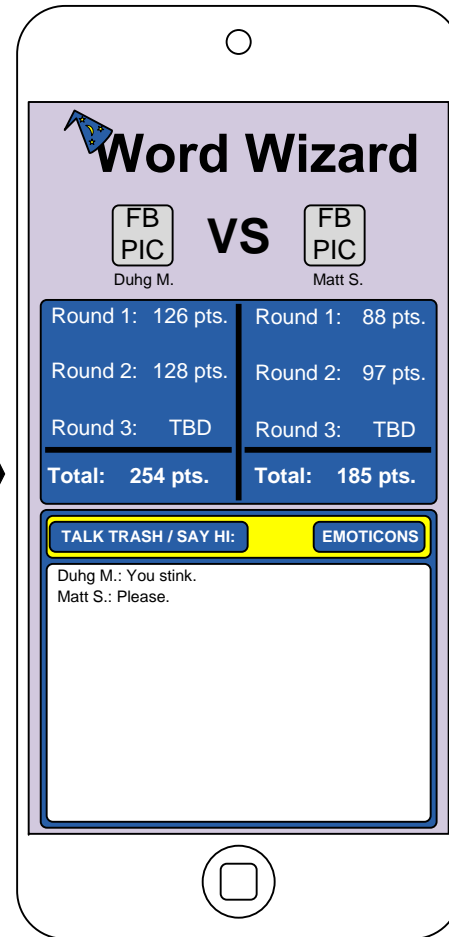 Word Wizard
FB
PIC
VS
FB
PIC
Duhg M.
Matt S.
Round 1: 126 pts.
Round 1: 88 pts.
Round 2: 128 pts.
Round 2: 97 pts.
Round 3: TBD
Round 3: TBD
Total: 254 pts.
Total: 185 pts.
TALK TRASH / SAY HI:
EMOTICONS
Duhg M.: You stink.
Matt S.: Please.